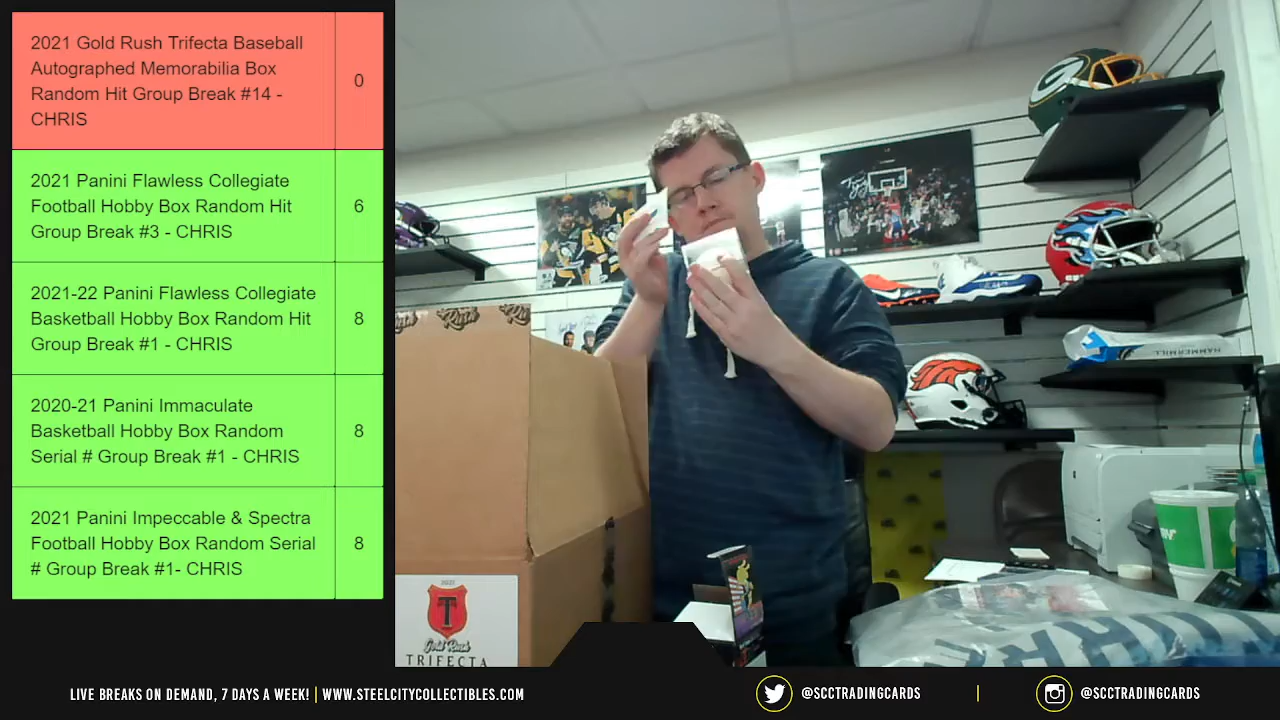 2021 Gold Rush Trifecta Baseball
Autographed Memorabilia Box
Random Hit Group Break #14 -
CHRIS
0
2021 Panini Flawless Collegiate
Football Hobby Box Random Hit
Group Break #3 - CHRIS
6
2021-22 Panini Flawless Collegiate
Basketball Hobby Box Random Hit
Group Break #1 - CHRIS
8
2020-21 Panini Immaculate
Basketball Hobby Box Random
Serial # Group Break #1 - CHRIS
8
2021 Panini Impeccable & Spectra
Football Hobby Box Random Serial
# Group Break #1- CHRIS
8
Rush
HAMMERMILL
2021
T
Gold Rush
TRIFECTA
LIVE BREAKS ON DEMAND, 7 DAYS A WEEK! | WWW.STEELCITYCOLLECTIBLES.COM
@SCCTRADINGCARDS
@SCCTRADINGCARDS